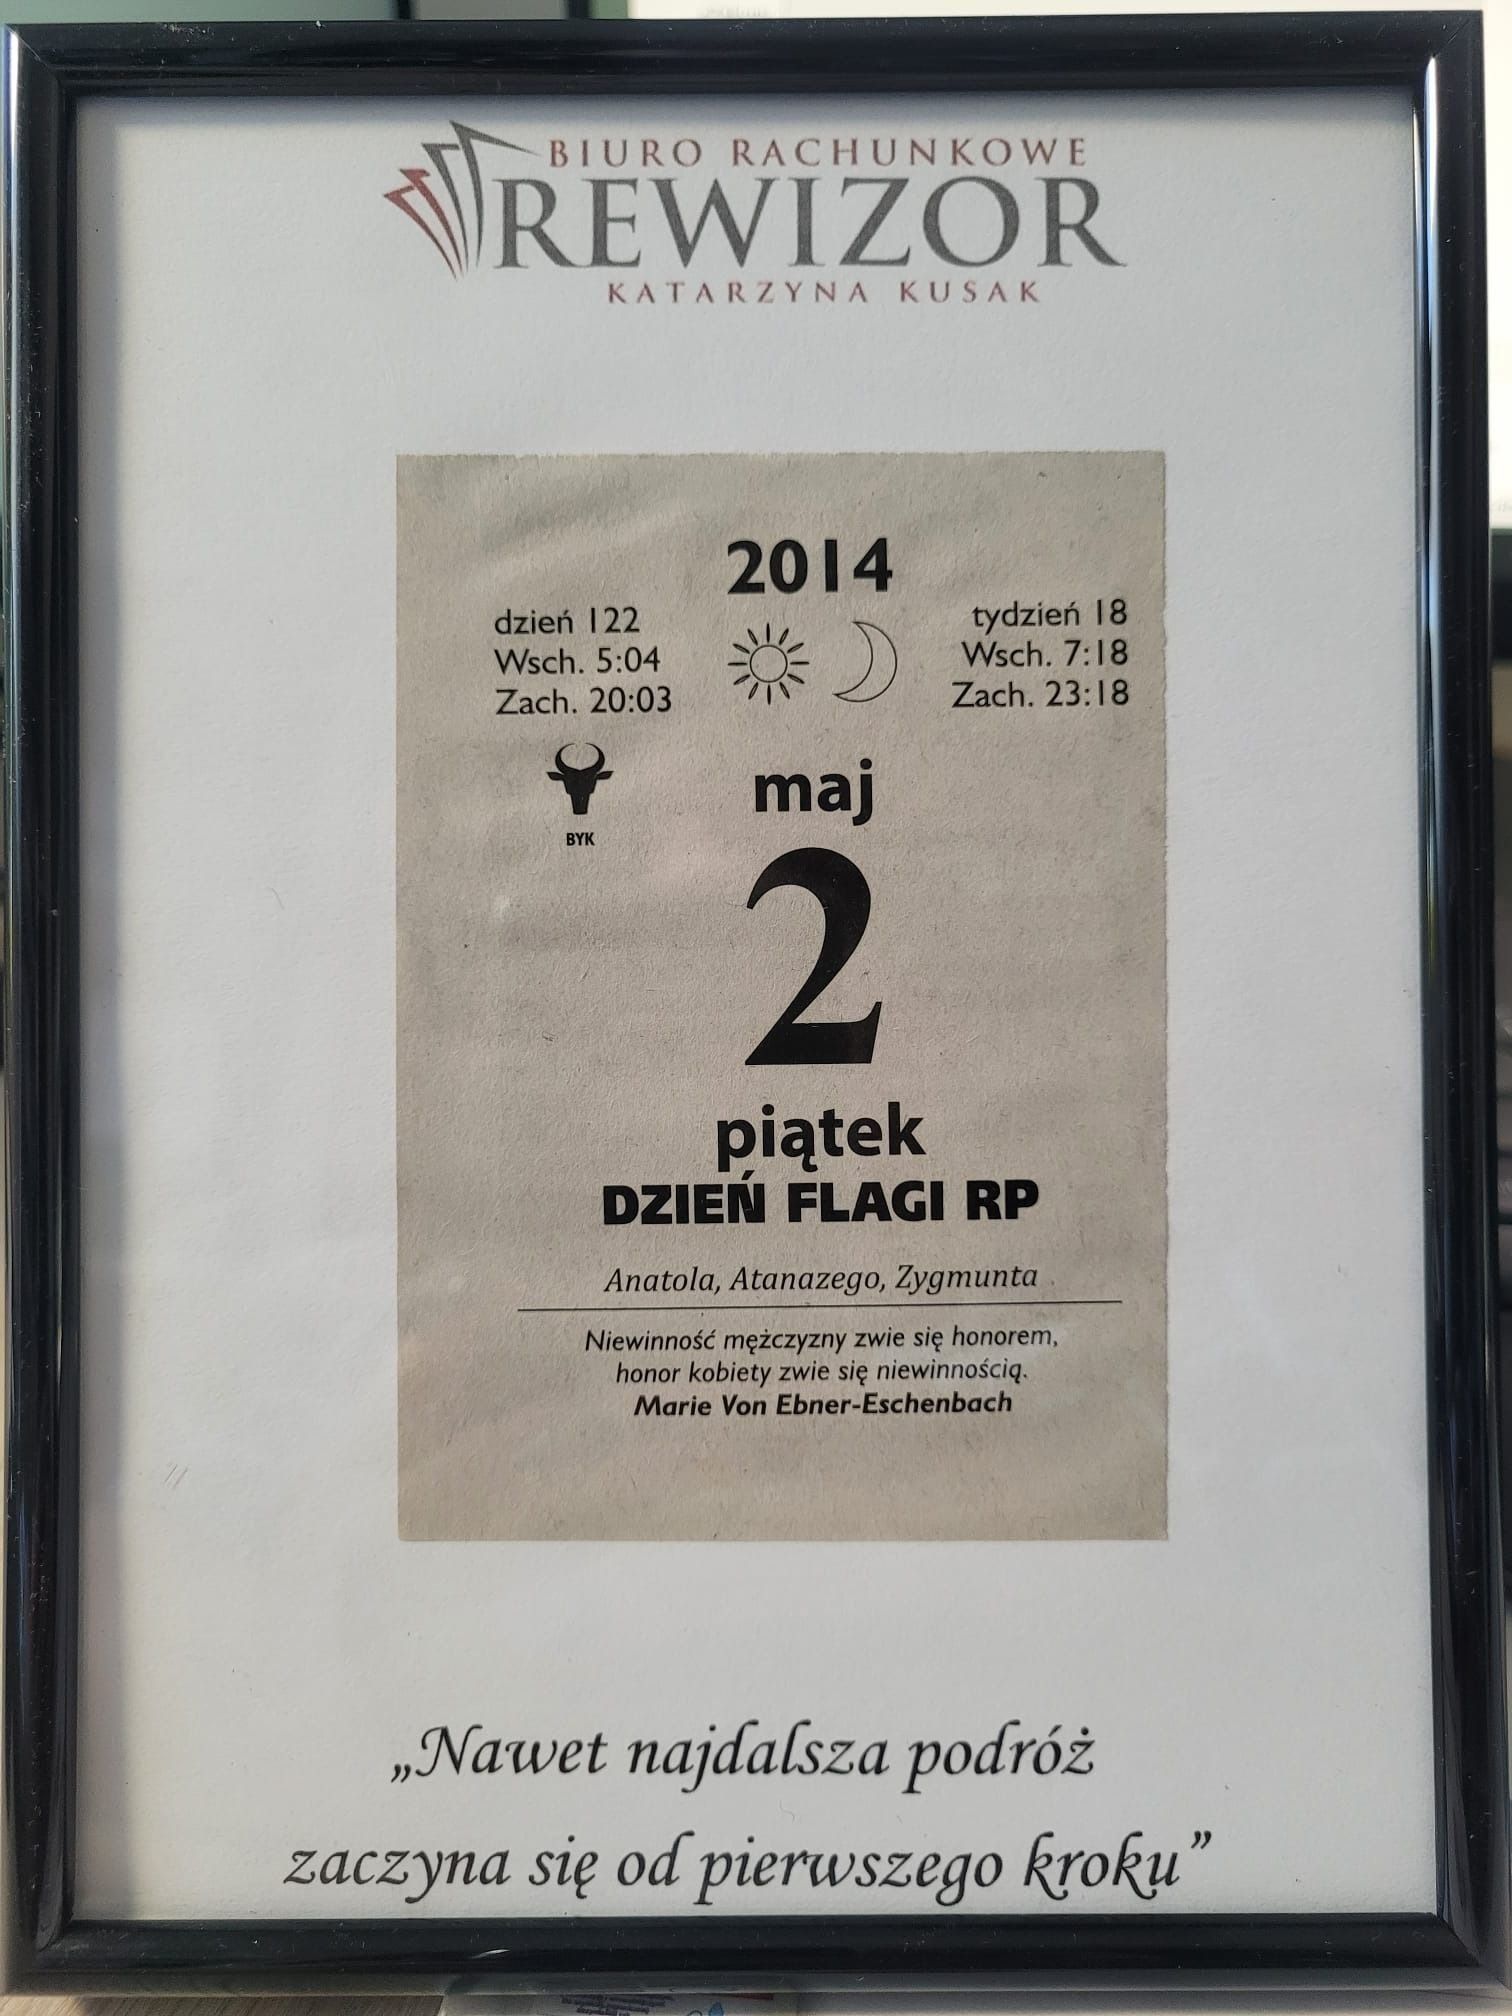 BIURO RACHUNKOWE
REWIZOR
KATARZYNA KUSAK
2014
dzień 122
Wsch. 5:04
Zach. 20:03
tydzień 18
Wsch. 7:18
Zach. 23:18
BYK
maj
2
piątek
DZIEŃ FLAGI RP
Anatola, Atanazego, Zygmunta
Niewinność mężczyzny zwie się honorem,
honor kobiety zwie się niewinnością.
Marie Von Ebner-Eschenbach
„Nawet najdalsza podróż
zaczyna się od pierwszego kroku”